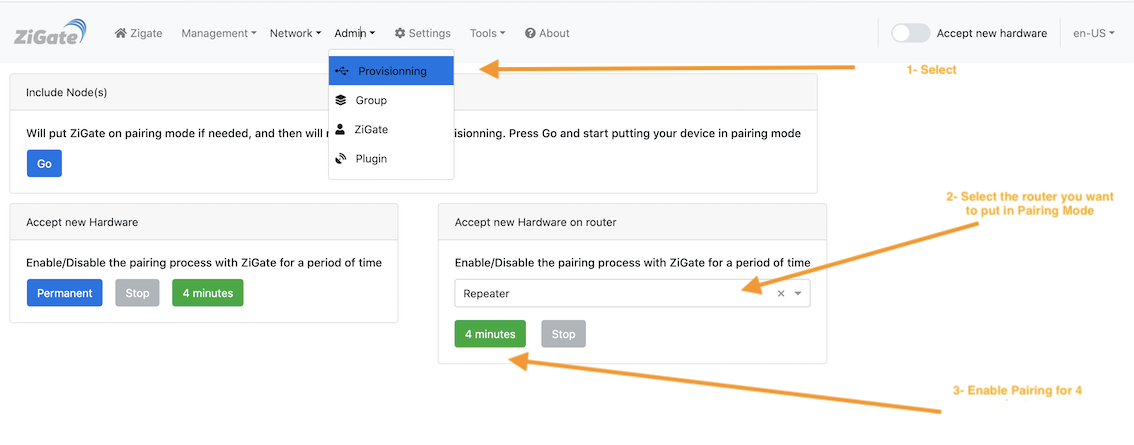 ZiGate Zigate Management Network Admin Settings Tools About Accept new hardware en-US
Provisionning
1- Select
Include Node(s)
Group
Will put ZiGate on pairing mode if needed, and then will r isionning. Press Go and start putting your device in pairing mode
ZiGate
Go
Plugin
2- Select the router you want
to put in Pairing Mode
Accept new Hardware
Enable/Disable the pairing process with ZiGate for a period of time
Permanent Stop 4 minutes
Accept new Hardware on router
Enable/Disable the pairing process with ZiGate for a period of time
Repeater
4 minutes Stop
3- Enable Pairing for 4